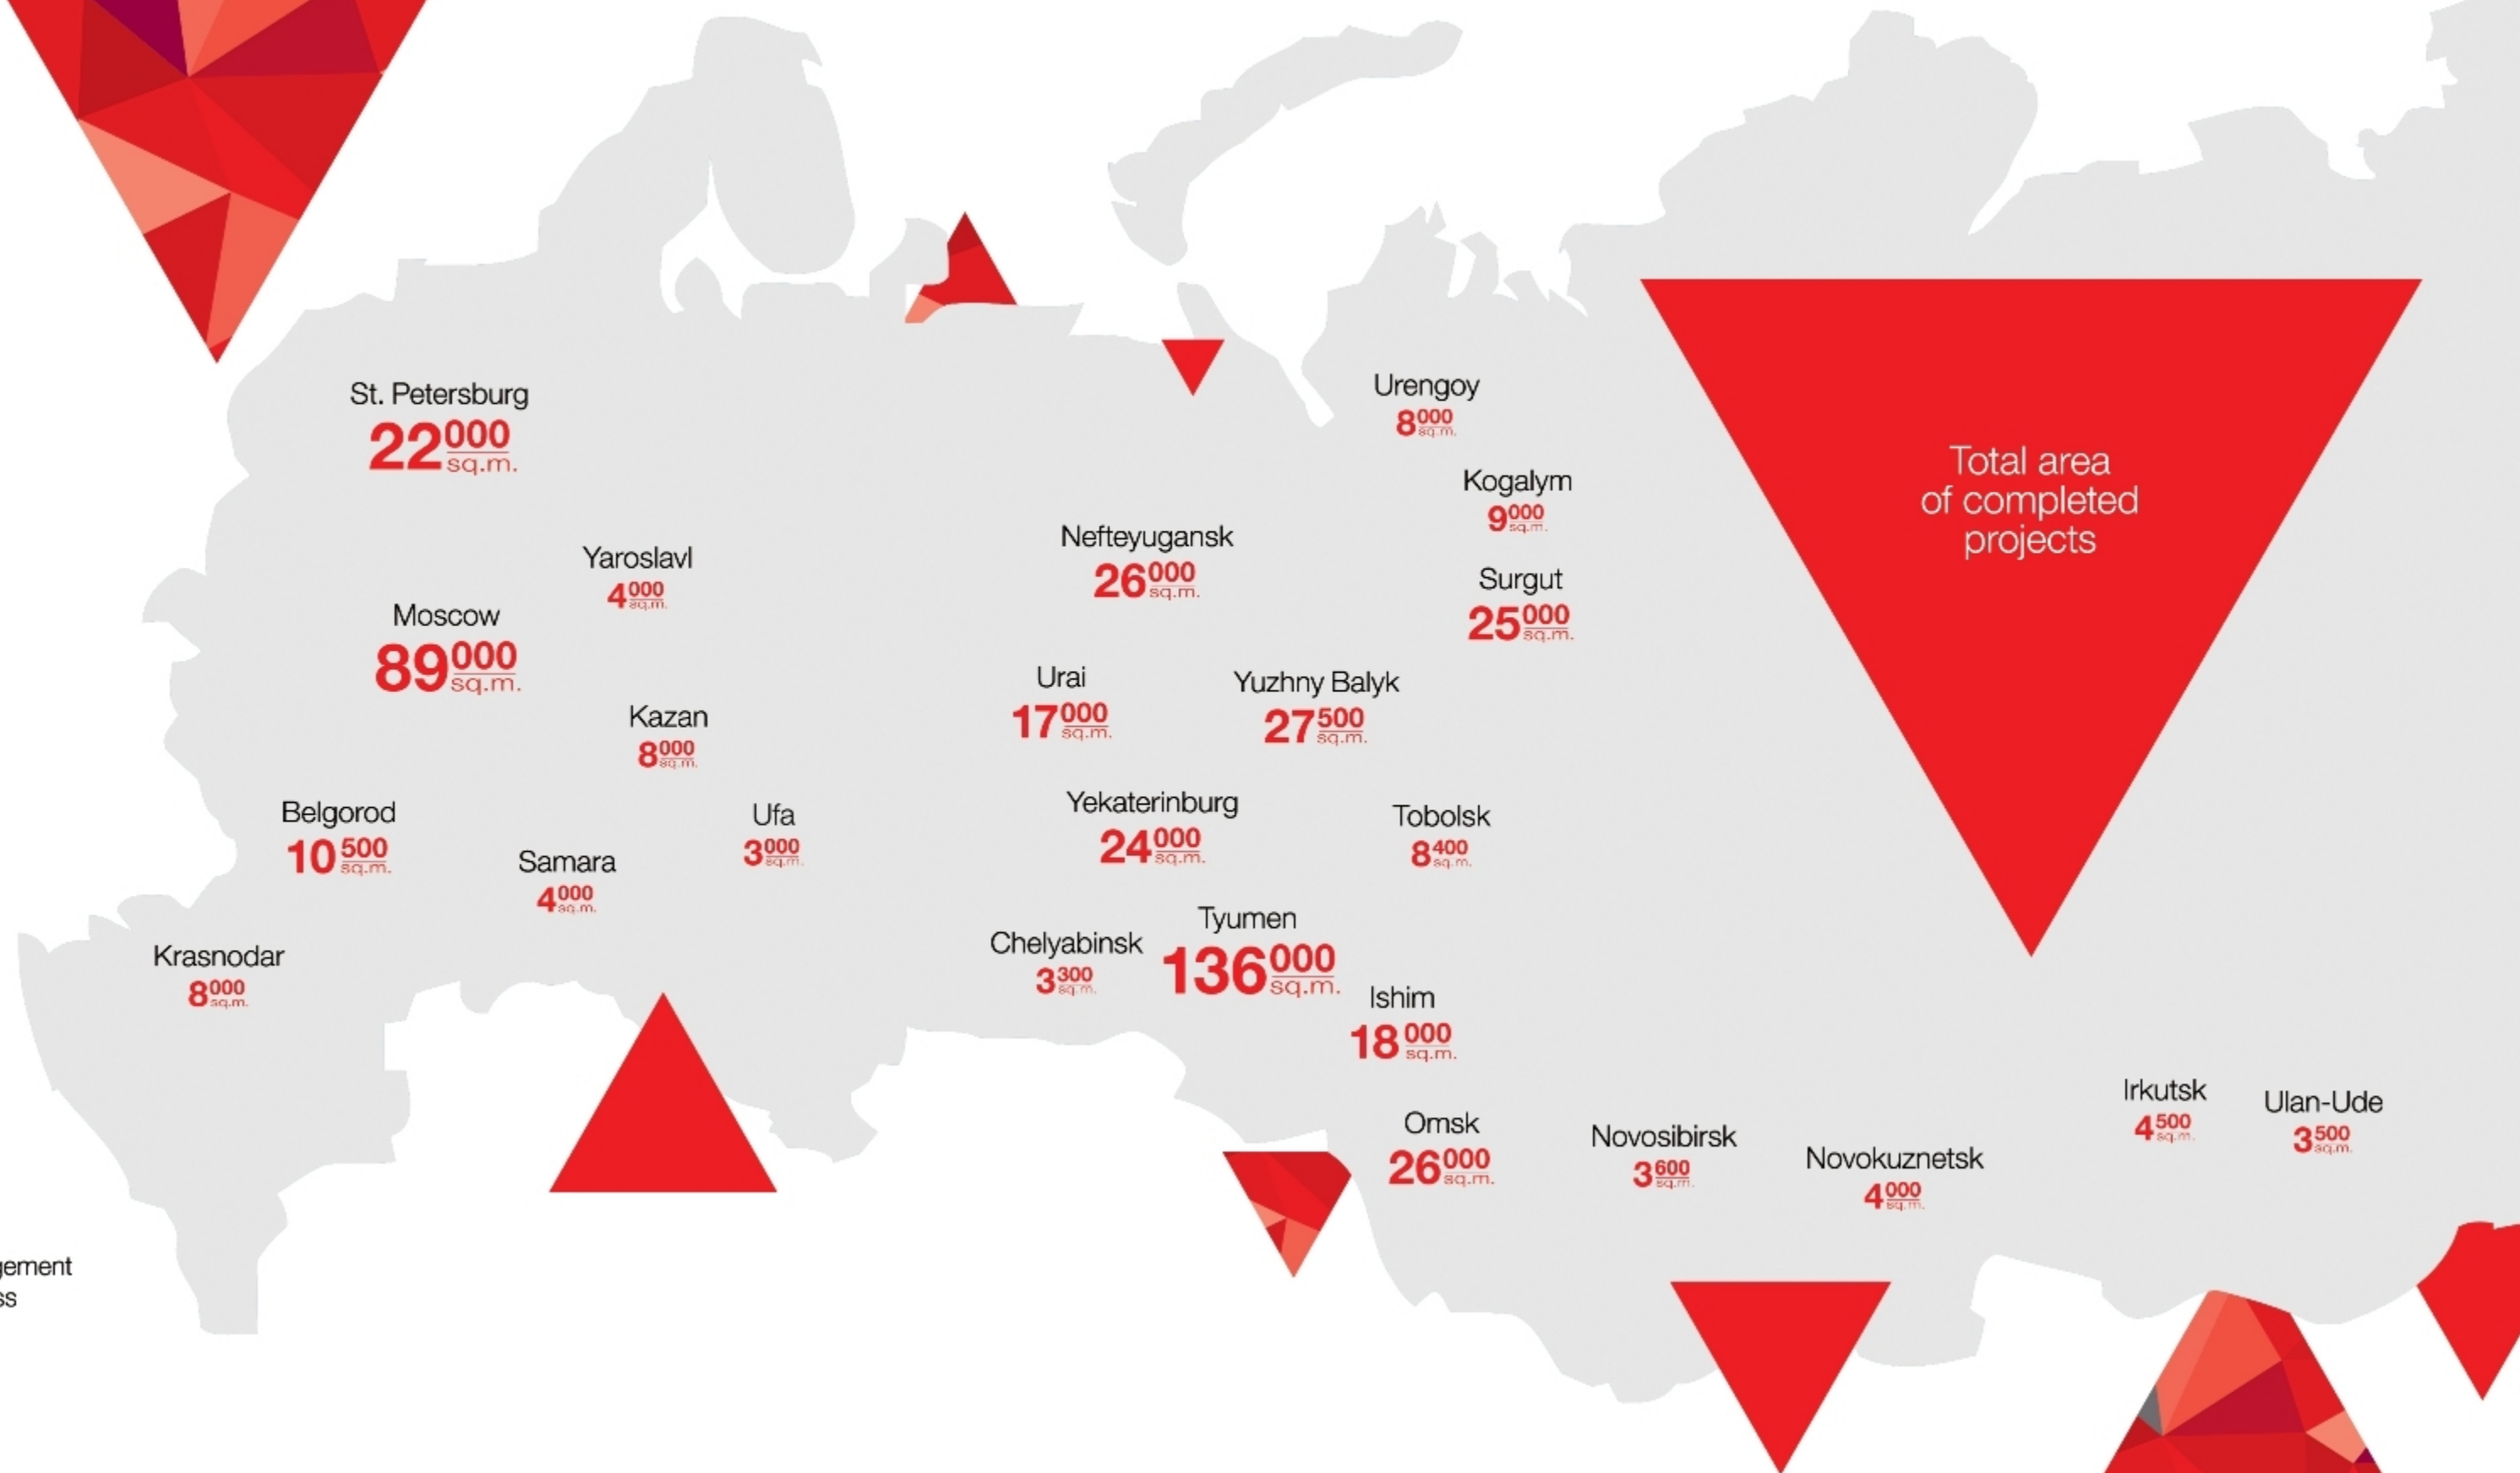 St. Petersburg
22 000
sq.m.
Urengoy
8 000
sq.m.
Kogalym
9 000
sq.m.
Total area
of completed
projects
Nefteyugansk
26 000
sq.m.
Yaroslavl
4 000
sq.m.
Surgut
25 000
sq.m.
Moscow
89 000
sq.m.
Urai
17 000
sq.m.
Yuzhny Balyk
27 500
sq.m.
Kazan
8 000
sq.m.
Yekaterinburg
24 000
sq.m.
Tobolsk
8 400
sq.m.
Belgorod
10 500
sq.m.
Ufa
3 000
sq.m.
Samara
4 000
sq.m.
Tyumen
136 000
sq.m.
Chelyabinsk
3 300
sq.m.
Krasnodar
8 000
sq.m.
Ishim
18 000
sq.m.
Irkutsk
4 500
sq.m.
Ulan-Ude
3 500
sq.m.
Omsk
26 000
sq.m.
Novosibirsk
3 600
sq.m.
Novokuznetsk
4 000
sq.m.